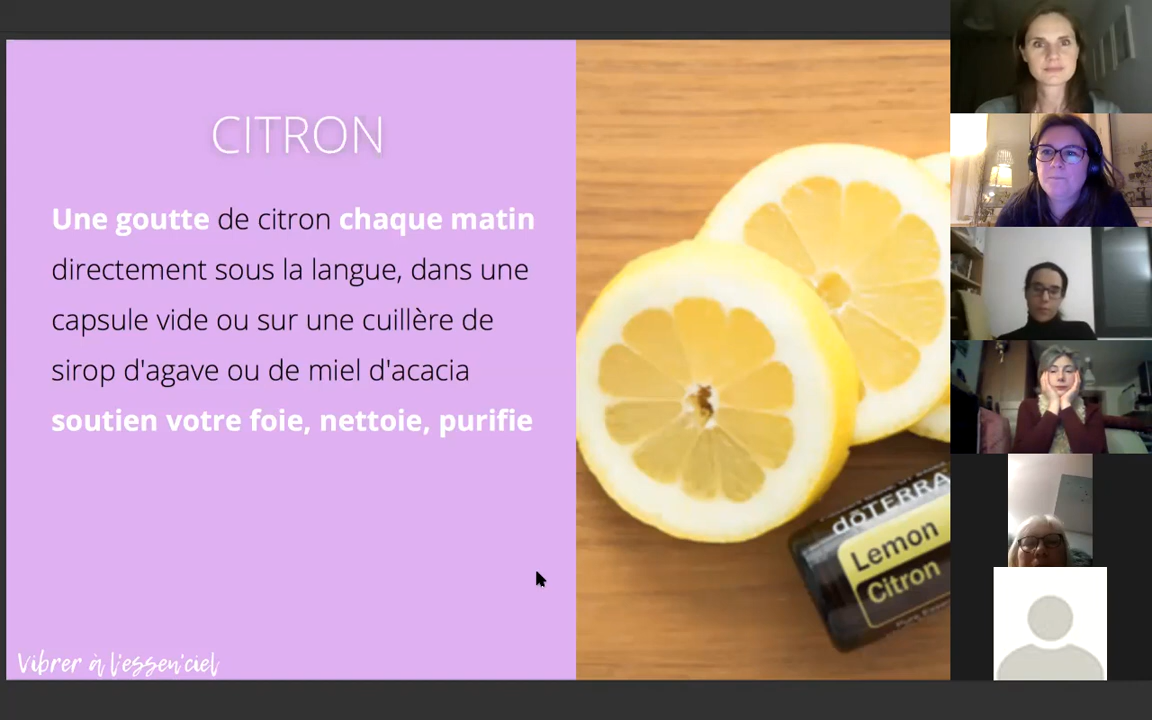 CITRON
Une goutte de citron chaque matin
directement sous la langue, dans une
capsule vide ou sur une cuillère de
sirop d'agave ou de miel d'acacia
soutien votre foie, nettoie, purifie
Vibrer à l'essen'ciel
dōTERRA
Lemon
Citron